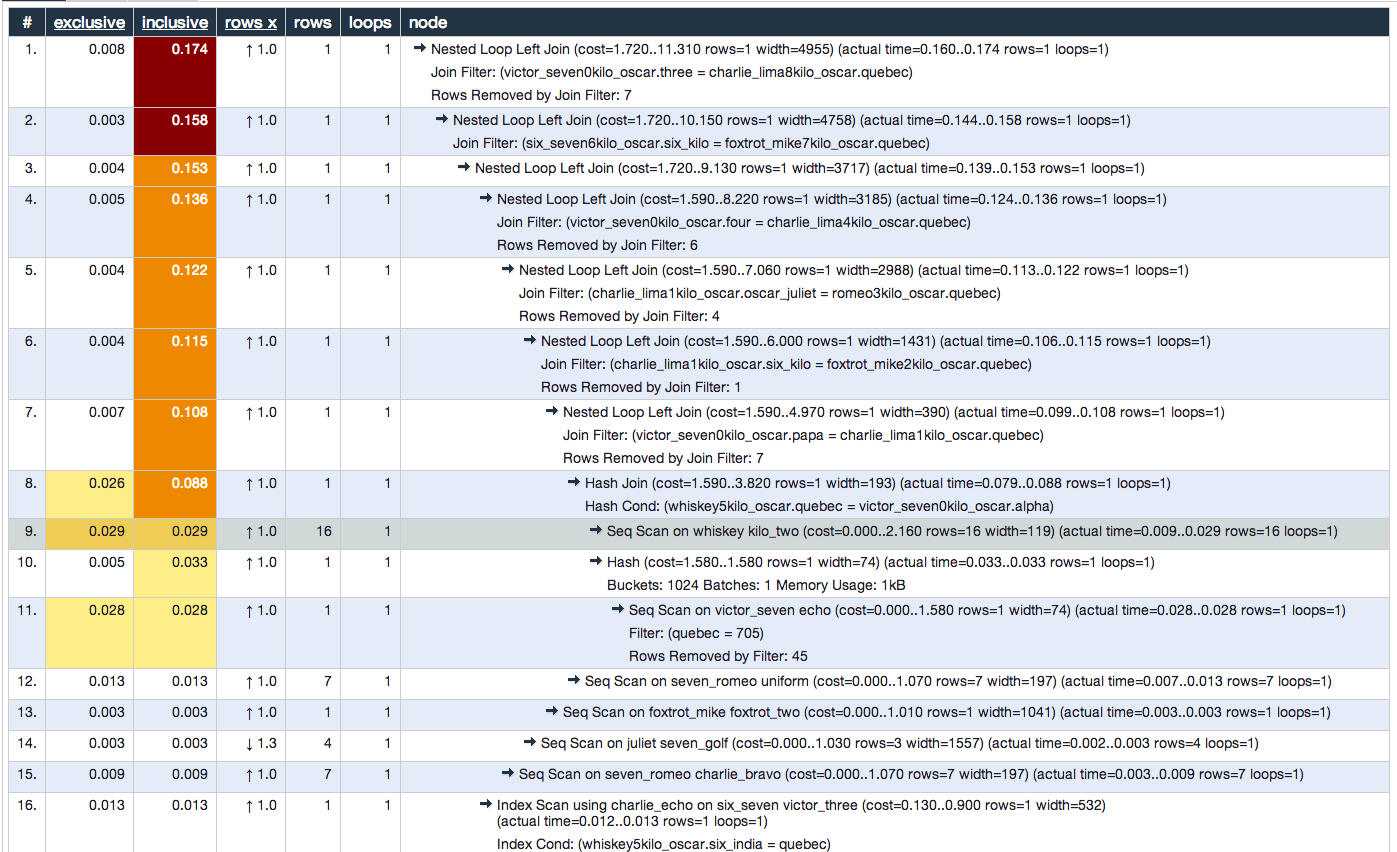 # exclusive inclusive rows x rows loops node
1. 0.008 0.174 ↑ 1.0 1 1 → Nested Loop Left Join (cost=1.720..11.310 rows=1 width=4955) (actual time=0.160..0.174 rows=1 loops=1)
Join Filter: (victor_seven0kilo_oscar.three = charlie_lima8kilo_oscar.quebec)
Rows Removed by Join Filter: 7
2. 0.003 0.158 ↑ 1.0 1 1 → Nested Loop Left Join (cost=1.720..10.150 rows=1 width=4758) (actual time=0.144..0.158 rows=1 loops=1)
Join Filter: (six_seven6kilo_oscar.six_kilo = foxtrot_mike7kilo_oscar.quebec)
3. 0.004 0.153 ↑ 1.0 1 1 → Nested Loop Left Join (cost=1.720..9.130 rows=1 width=3717) (actual time=0.139..0.153 rows=1 loops=1)
4. 0.005 0.136 ↑ 1.0 1 1 → Nested Loop Left Join (cost=1.590..8.220 rows=1 width=3185) (actual time=0.124..0.136 rows=1 loops=1)
Join Filter: (victor_seven0kilo_oscar.four = charlie_lima4kilo_oscar.quebec)
Rows Removed by Join Filter: 6
5. 0.004 0.122 ↑ 1.0 1 1 → Nested Loop Left Join (cost=1.590..7.060 rows=1 width=2988) (actual time=0.113..0.122 rows=1 loops=1)
Join Filter: (charlie_lima1kilo_oscar.oscar_juliet = romeo3kilo_oscar.quebec)
Rows Removed by Join Filter: 4
6. 0.004 0.115 ↑ 1.0 1 1 → Nested Loop Left Join (cost=1.590..6.000 rows=1 width=1431) (actual time=0.106..0.115 rows=1 loops=1)
Join Filter: (charlie_lima1kilo_oscar.six_kilo = foxtrot_mike2kilo_oscar.quebec)
Rows Removed by Join Filter: 1
7. 0.007 0.108 ↑ 1.0 1 1 → Nested Loop Left Join (cost=1.590..4.970 rows=1 width=390) (actual time=0.099..0.108 rows=1 loops=1)
Join Filter: (victor_seven0kilo_oscar.papa = charlie_lima1kilo_oscar.quebec)
Rows Removed by Join Filter: 7
8. 0.026 0.088 ↑ 1.0 1 1 → Hash Join (cost=1.590..3.820 rows=1 width=193) (actual time=0.079..0.088 rows=1 loops=1)
Hash Cond: (whiskey5kilo_oscar.quebec = victor_seven0kilo_oscar.alpha)
9. 0.029 0.029 ↑ 1.0 16 1 → Seq Scan on whiskey kilo_two (cost=0.000..2.160 rows=16 width=119) (actual time=0.009..0.029 rows=16 loops=1)
10. 0.005 0.033 ↑ 1.0 1 1 → Hash (cost=1.580..1.580 rows=1 width=74) (actual time=0.033..0.033 rows=1 loops=1)
Buckets: 1024 Batches: 1 Memory Usage: 1kB
11. 0.028 0.028 ↑ 1.0 1 1 → Seq Scan on victor_seven echo (cost=0.000..1.580 rows=1 width=74) (actual time=0.028..0.028 rows=1 loops=1)
Filter: (quebec = 705)
Rows Removed by Filter: 45
12. 0.013 0.013 ↑ 1.0 7 1 → Seq Scan on seven_romeo uniform (cost=0.000..1.070 rows=7 width=197) (actual time=0.007..0.013 rows=7 loops=1)
13. 0.003 0.003 ↑ 1.0 1 1 → Seq Scan on foxtrot_mike foxtrot_two (cost=0.000..1.010 rows=1 width=1041) (actual time=0.003..0.003 rows=1 loops=1)
14. 0.003 0.003 ↓ 1.3 4 1 → Seq Scan on juliet seven_golf (cost=0.000..1.030 rows=3 width=1557) (actual time=0.002..0.003 rows=4 loops=1)
15. 0.009 0.009 ↑ 1.0 7 1 → Seq Scan on seven_romeo charlie_bravo (cost=0.000..1.070 rows=7 width=197) (actual time=0.003..0.009 rows=7 loops=1)
16. 0.013 0.013 ↑ 1.0 1 1 → Index Scan using charlie_echo on six_seven victor_three (cost=0.130..0.900 rows=1 width=532)
(actual time=0.012..0.013 rows=1 loops=1)
Index Cond: (whiskey5kilo_oscar.six_india = quebec)